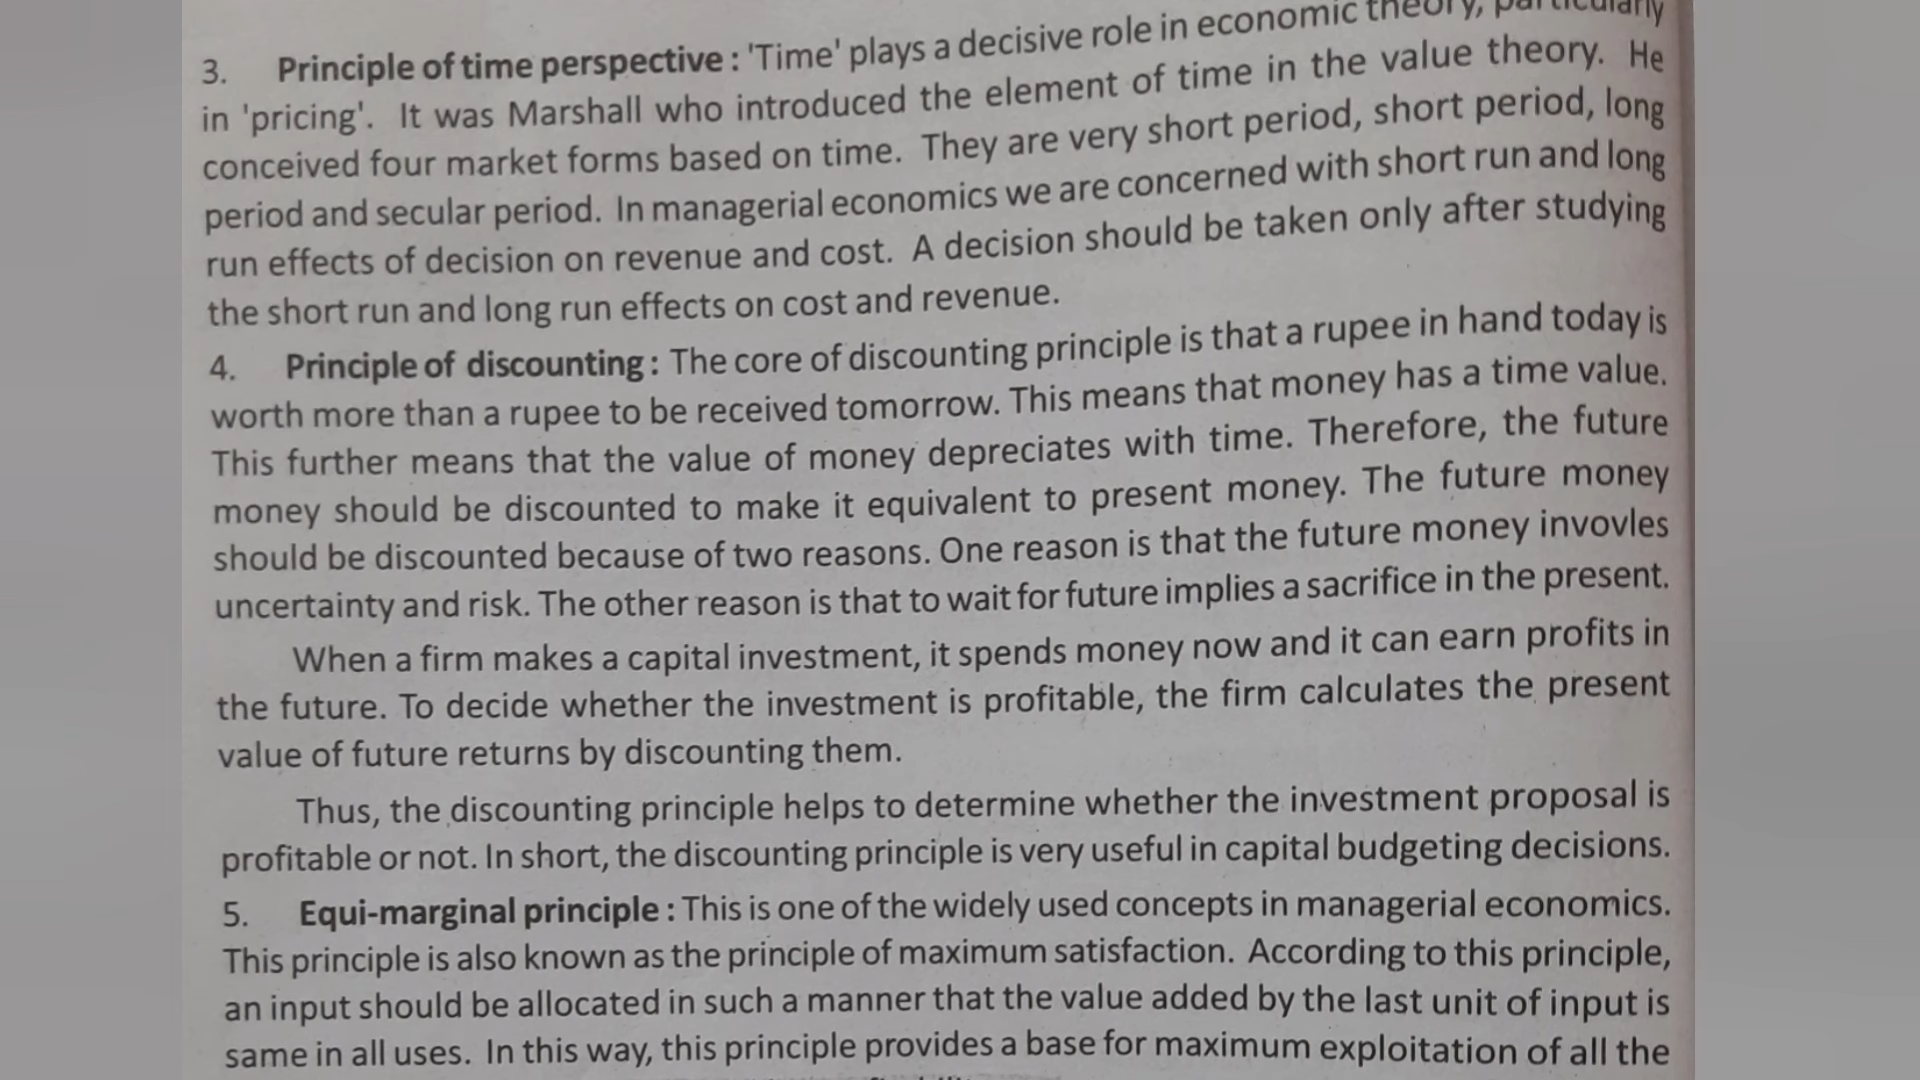 3. Principle of time perspective : 'Time' plays a decisive role in economic theory, particularly
in 'pricing'. It was Marshall who introduced the element of time in the value theory. He
conceived four market forms based on time. They are very short period, short period, long
period and secular period. In managerial economics we are concerned with short run and long
run effects of decision on revenue and cost. A decision should be taken only after studying
the short run and long run effects on cost and revenue.
4. Principle of discounting : The core of discounting principle is that a rupee in hand today is
worth more than a rupee to be received tomorrow. This means that money has a time value.
This further means that the value of money depreciates with time. Therefore, the future
money should be discounted to make it equivalent to present money. The future money
should be discounted because of two reasons. One reason is that the future money invovles
uncertainty and risk. The other reason is that to wait for future implies a sacrifice in the present.
When a firm makes a capital investment, it spends money now and it can earn profits in
the future. To decide whether the investment is profitable, the firm calculates the present
value of future returns by discounting them.
Thus, the discounting principle helps to determine whether the investment proposal is
profitable or not. In short, the discounting principle is very useful in capital budgeting decisions.
5. Equi-marginal principle : This is one of the widely used concepts in managerial economics.
This principle is also known as the principle of maximum satisfaction. According to this principle,
an input should be allocated in such a manner that the value added by the last unit of input is
same in all uses. In this way, this principle provides a base for maximum exploitation of all the